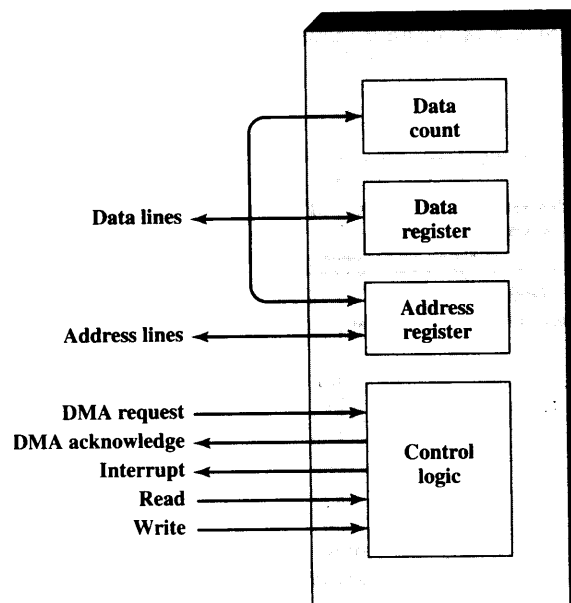 Data
count
Data lines
Data
register
Address lines
Address
register
DMA request
DMA acknowledge
Interrupt
Read
Write
Control
logic